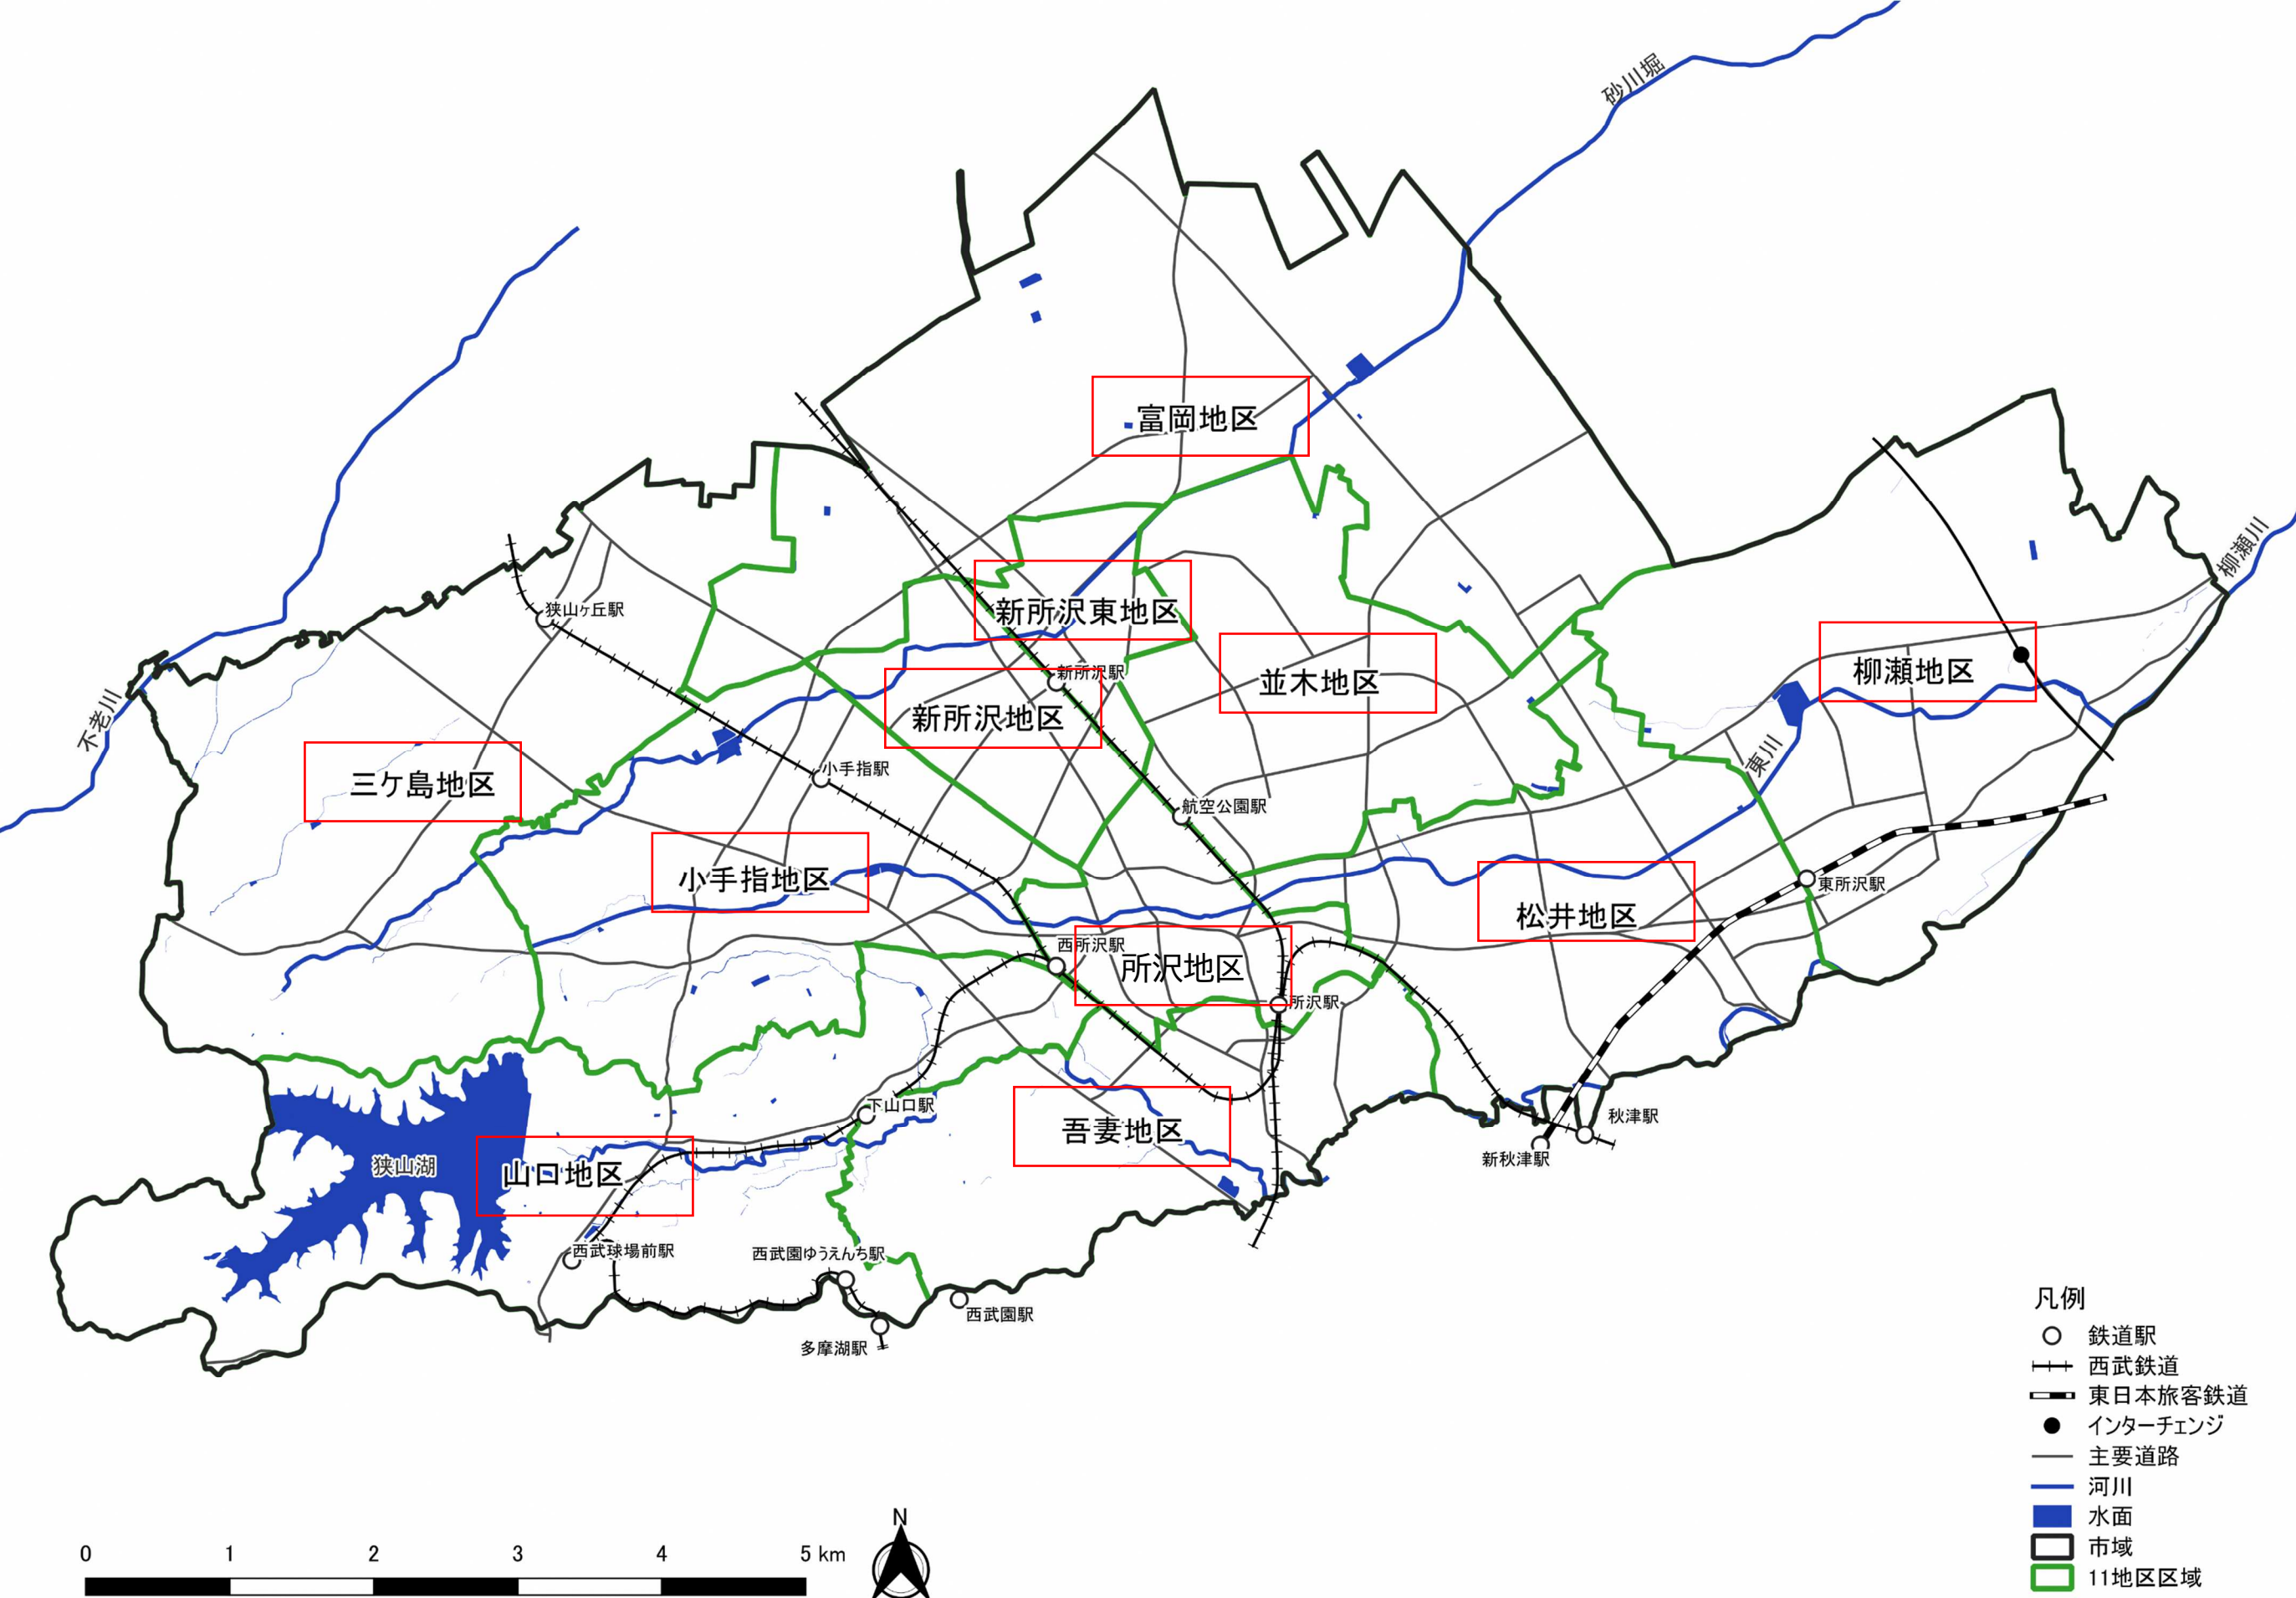 砂川堀
富岡地区
柳瀬川
狭山ヶ丘駅
新所沢東地区
新所沢駅
並木地区
柳瀬地区
新所沢地区
不老川
三ケ島地区
小手指駅
東川
航空公園駅
小手指地区
東所沢駅
松井地区
西所沢駅
所沢地区
所沢駅
下山口駅
吾妻地区
秋津駅
新秋津駅
狭山湖
山口地区
西武球場前駅
西武園ゆうえんち駅
西武園駅
多摩湖駅
凡例
鉄道駅
西武鉄道
東日本旅客鉄道
インターチェンジ
主要道路
河川
水面
市域
11地区区域
N
0 1 2 3 4 5 km